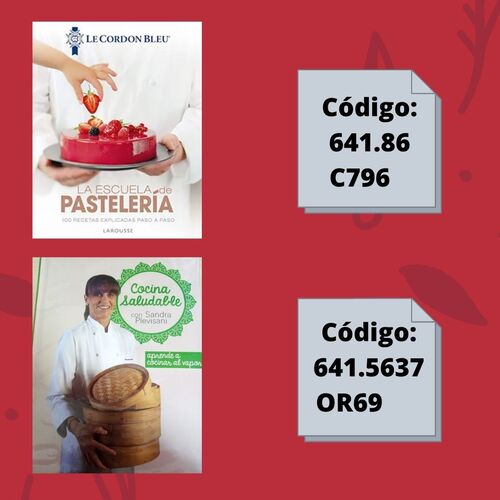 LE CORDON BLEU
LA ESCUELA de
PASTELERÍA
100 RECETAS EXPLICADAS PASO A PASO
LAROUSSE
Código:
641.86
C796
Cocina
Saludable
con Sandra
Plevisani
aprende a
cocinar al vapor
Código:
641.5637
OR69